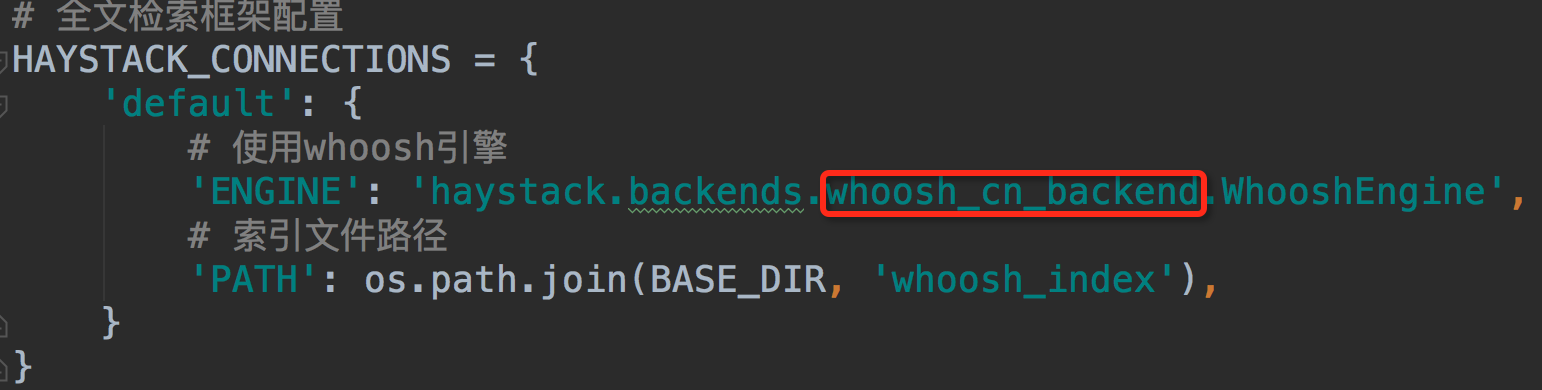 # 全文检索框架配置
HAYSTACK_CONNECTIONS = {
    'default': {
        # 使用whoosh引擎
        'ENGINE': 'haystack.backends.whoosh_cn_backend.WhooshEngine',
        # 索引文件路径
        'PATH': os.path.join(BASE_DIR, 'whoosh_index'),
    }
}